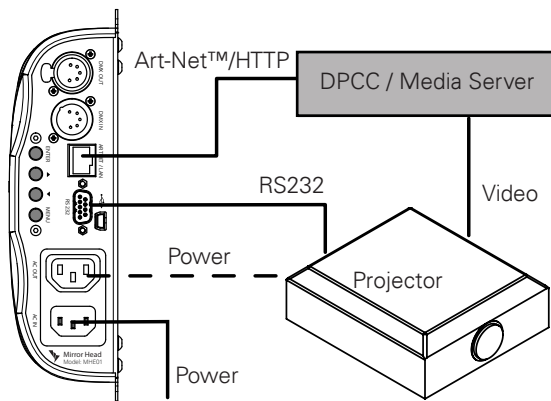 Art-Net™/HTTP
DPCC / Media Server
DMX OUT
DMX IN
ART-NET / LAN
ENTER
MENU
RS 232
RS232
Video
Power
Projector
AC OUT
AC IN
Mirror Head
Model: MHE01
Power